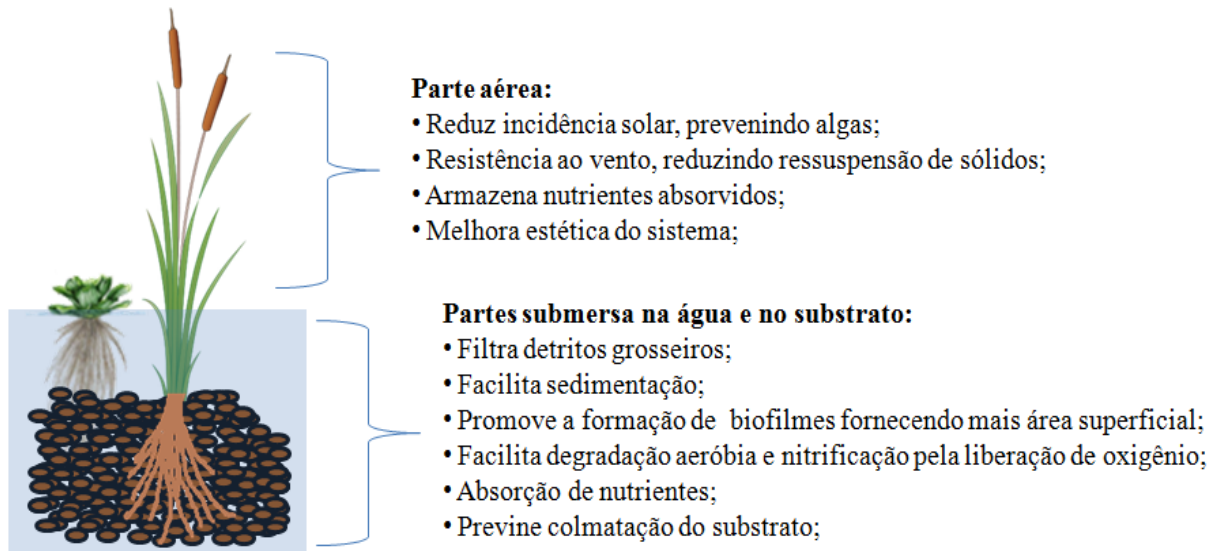 Parte aérea:
• Reduz incidência solar, prevenindo algas;
• Resistência ao vento, reduzindo ressuspensão de sólidos;
• Armazena nutrientes absorvidos;
• Melhora estética do sistema;
Partes submersa na água e no substrato:
• Filtra detritos grosseiros;
• Facilita sedimentação;
• Promove a formação de biofilmes fornecendo mais área superficial;
• Facilita degradação aeróbia e nitrificação pela liberação de oxigênio;
• Absorção de nutrientes;
• Previne colmatação do substrato;